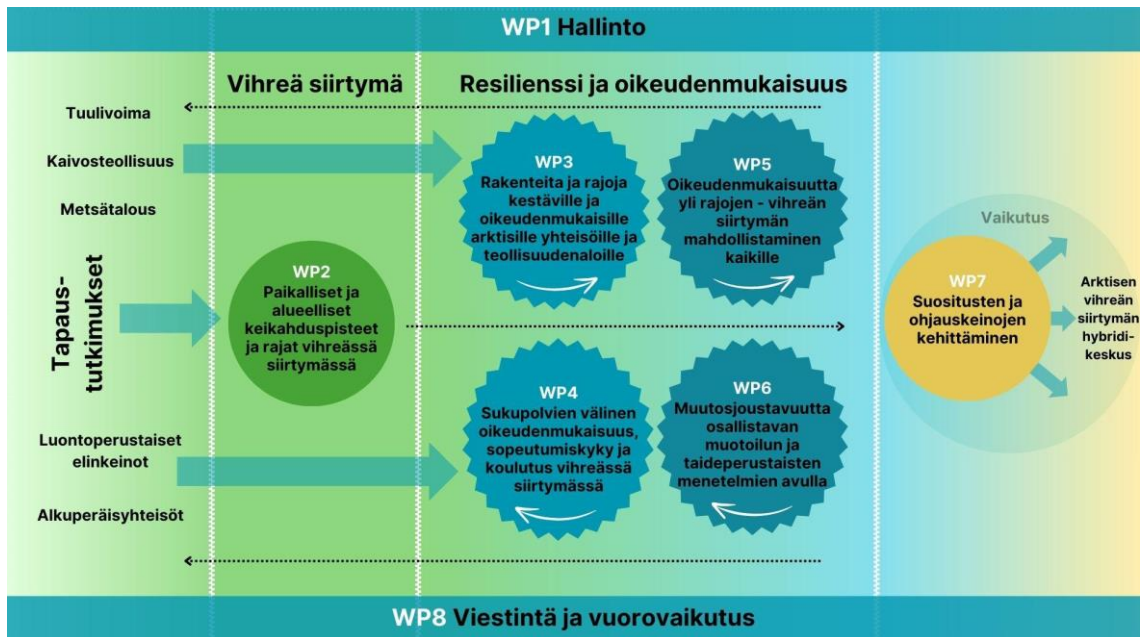 WP1 Hallinto
Vihreä siirtymä
Resilienssi ja oikeudenmukaisuus
Tuulivoima
Kaivosteollisuus
Metsätalous
Tapaus-
tutkimukset
Luontoperustaiset
elinkeinot
Alkuperäisyhteisöt
WP2
Paikalliset ja
alueelliset
keikahduspisteet
ja rajat vihreässä
siirtymässä
WP3
Rakenteita ja rajoja
kestäville ja
oikeudenmukaisille
arktisille yhteisöille ja
teollisuudenaloille
WP5
Oikeudenmukaisuutta
yli rajojen - vihreän
siirtymän
mahdollistaminen
kaikille
WP4
Sukupolvien välinen
oikeudenmukaisuus,
sopeutumiskyky ja
koulutus vihreässä
siirtymässä
WP6
Muutosjoustavuutta
osallistavan
muotoilun ja
taideperustaisten
menetelmien avulla
Vaikutus
WP7
Suositusten ja
ohjauskeinojen
kehittäminen
Arktisen
vihreän
siirtymän
hybridi-
keskus
WP8 Viestintä ja vuorovaikutus